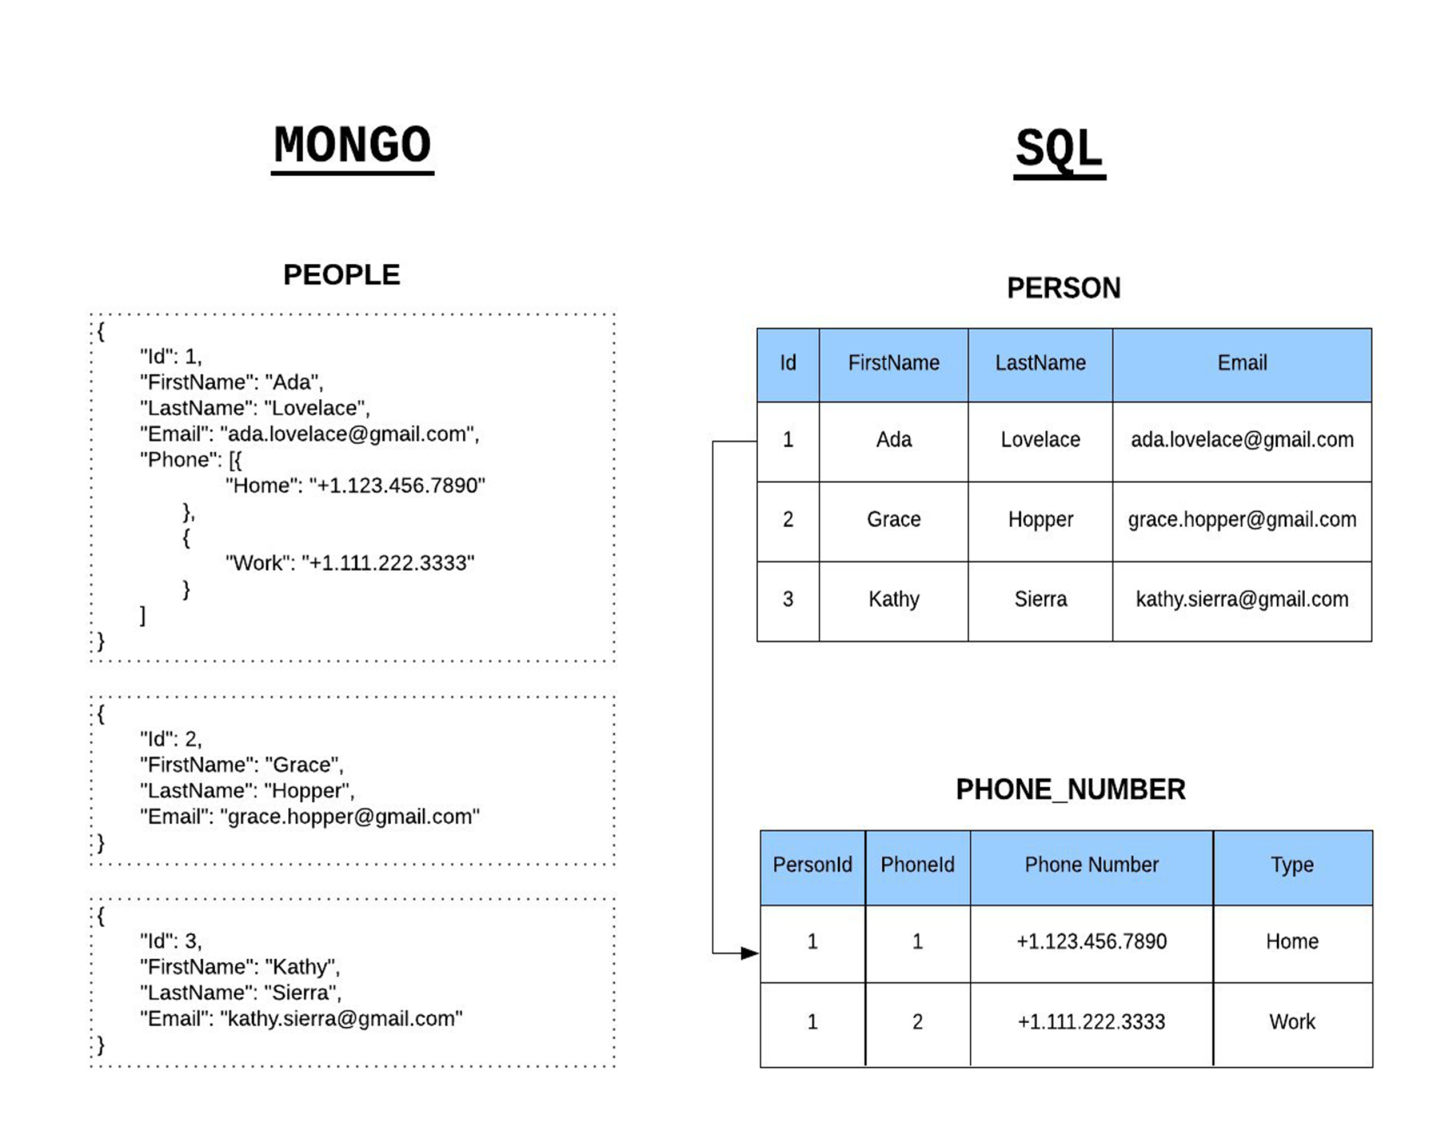 MONGO
PEOPLE
{
"Id": 1,
"FirstName": "Ada",
"LastName": "Lovelace",
"Email": "ada.lovelace@gmail.com",
"Phone": [{
"Home": "+1.123.456.7890"
},
{
"Work": "+1.111.222.3333"
}
]
}
{
"Id": 2,
"FirstName": "Grace",
"LastName": "Hopper",
"Email": "grace.hopper@gmail.com"
}
{
"Id": 3,
"FirstName": "Kathy",
"LastName": "Sierra",
"Email": "kathy.sierra@gmail.com"
}
SQL
PERSON
Id FirstName LastName Email
1 Ada Lovelace ada.lovelace@gmail.com
2 Grace Hopper grace.hopper@gmail.com
3 Kathy Sierra kathy.sierra@gmail.com
PHONE_NUMBER
PersonId PhoneId Phone Number Type
1 1 +1.123.456.7890 Home
1 2 +1.111.222.3333 Work